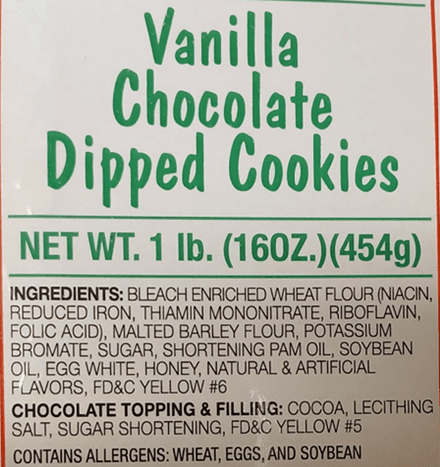 Vanilla
Chocolate
Dipped Cookies
NET WT. 1 lb. (16OZ.)(454g)
INGREDIENTS: BLEACH ENRICHED WHEAT FLOUR (NIACIN,
REDUCED IRON, THIAMIN MONONITRATE, RIBOFLAVIN,
FOLIC ACID), MALTED BARLEY FLOUR, POTASSIUM
BROMATE, SUGAR, SHORTENING PAM OIL, SOYBEAN
OIL, EGG WHITE, HONEY, NATURAL & ARTIFICIAL
FLAVORS, FD&C YELLOW #6
CHOCOLATE TOPPING & FILLING: COCOA, LECITHING
SALT, SUGAR SHORTENING, FD&C YELLOW #5
CONTAINS ALLERGENS: WHEAT, EGGS, AND SOYBEAN